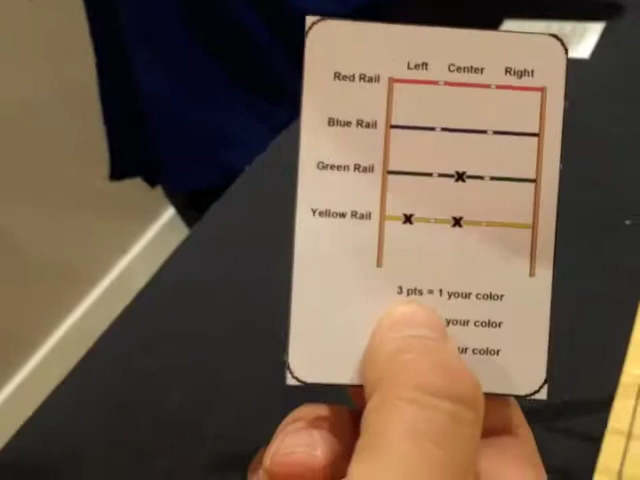 Left Center Right
Red Rail
Blue Rail
Green Rail
X
Yellow Rail
X X
3 pts = 1 your color
your color
color